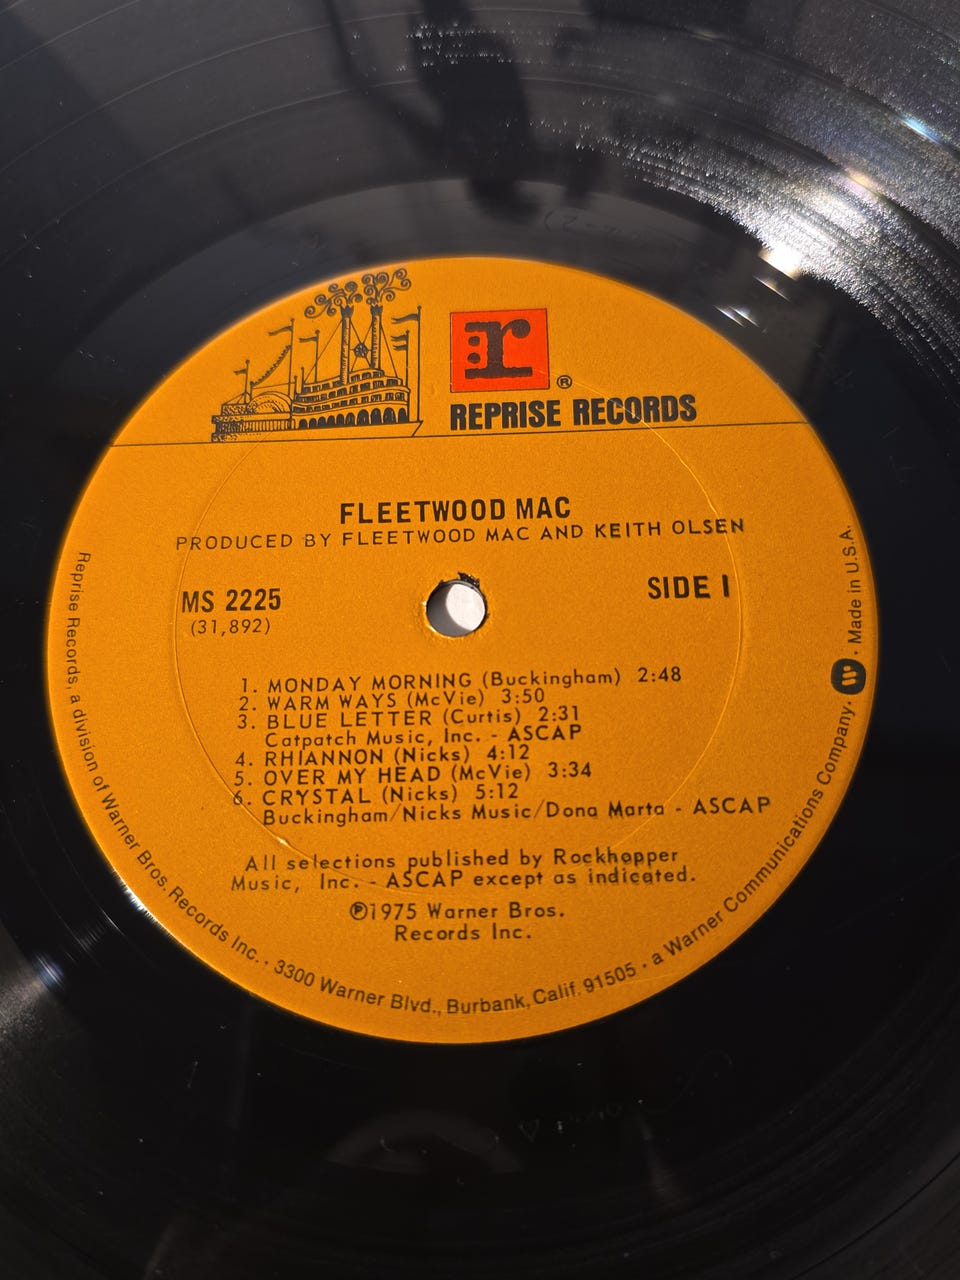 r
®
REPRISE RECORDS
FLEETWOOD MAC
PRODUCED BY FLEETWOOD MAC AND KEITH OLSEN
MS 2225
(31,892)
SIDE 1
1. MONDAY MORNING (Buckingham) 2:48
2. WARM WAYS (McVie) 3:50
3. BLUE LETTER (Curtis) 2:31
Catpatch Music, Inc. - ASCAP
4. RHIANNON (Nicks) 4:12
5. OVER MY HEAD (McVie) 3:34
6. CRYSTAL (Nicks) 5:12
Buckingham/Nicks Music/Dona Marta - ASCAP
All selections published by Rockhopper
Music, Inc. - ASCAP except as indicated.
℗1975 Warner Bros.
Records Inc.
Reprise Records, a division of Warner Bros. Records Inc. • 3300 Warner Blvd., Burbank, Calif. 91505 • a Warner Communications Company • W • Made in U.S.A.